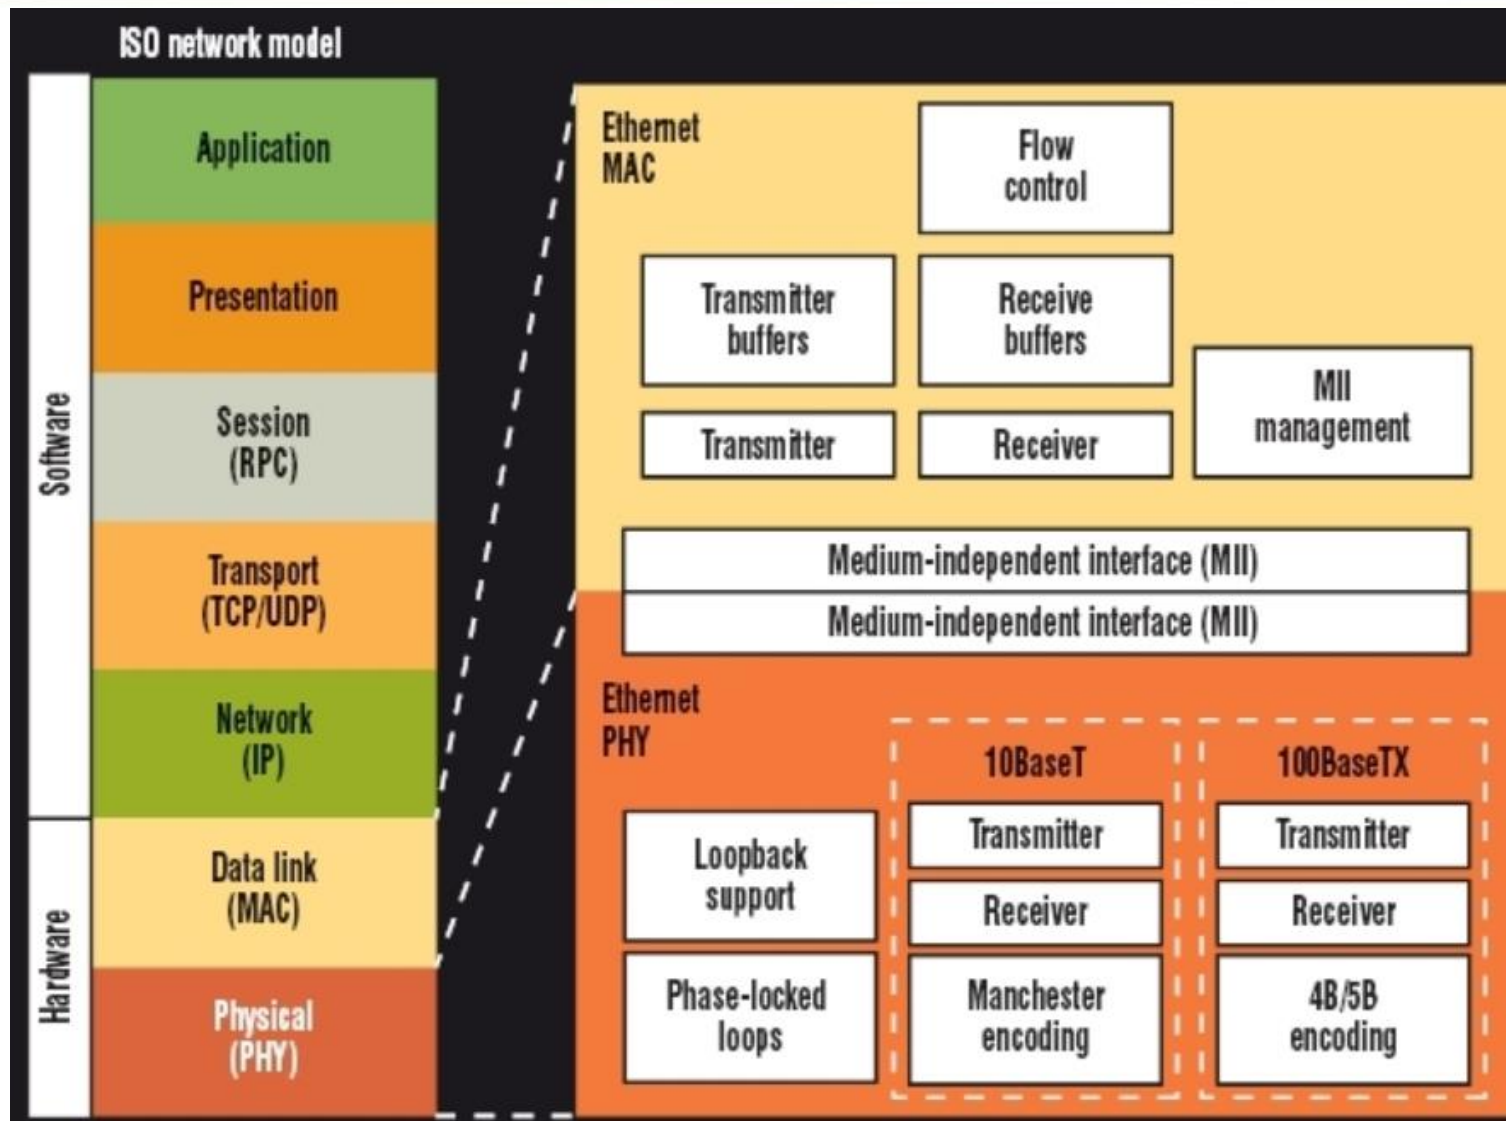 ISO network model
Software
Hardware
Application
Presentation
Session
(RPC)
Transport
(TCP/UDP)
Network
(IP)
Data link
(MAC)
Physical
(PHY)
Ethernet
MAC
Flow
control
Transmitter
buffers
Receive
buffers
MII
management
Transmitter
Receiver
Medium-independent interface (MII)
Medium-independent interface (MII)
Ethernet
PHY
Loopback
support
Phase-locked
loops
10BaseT
Transmitter
Receiver
Manchester
encoding
100BaseTX
Transmitter
Receiver
4B/5B
encoding